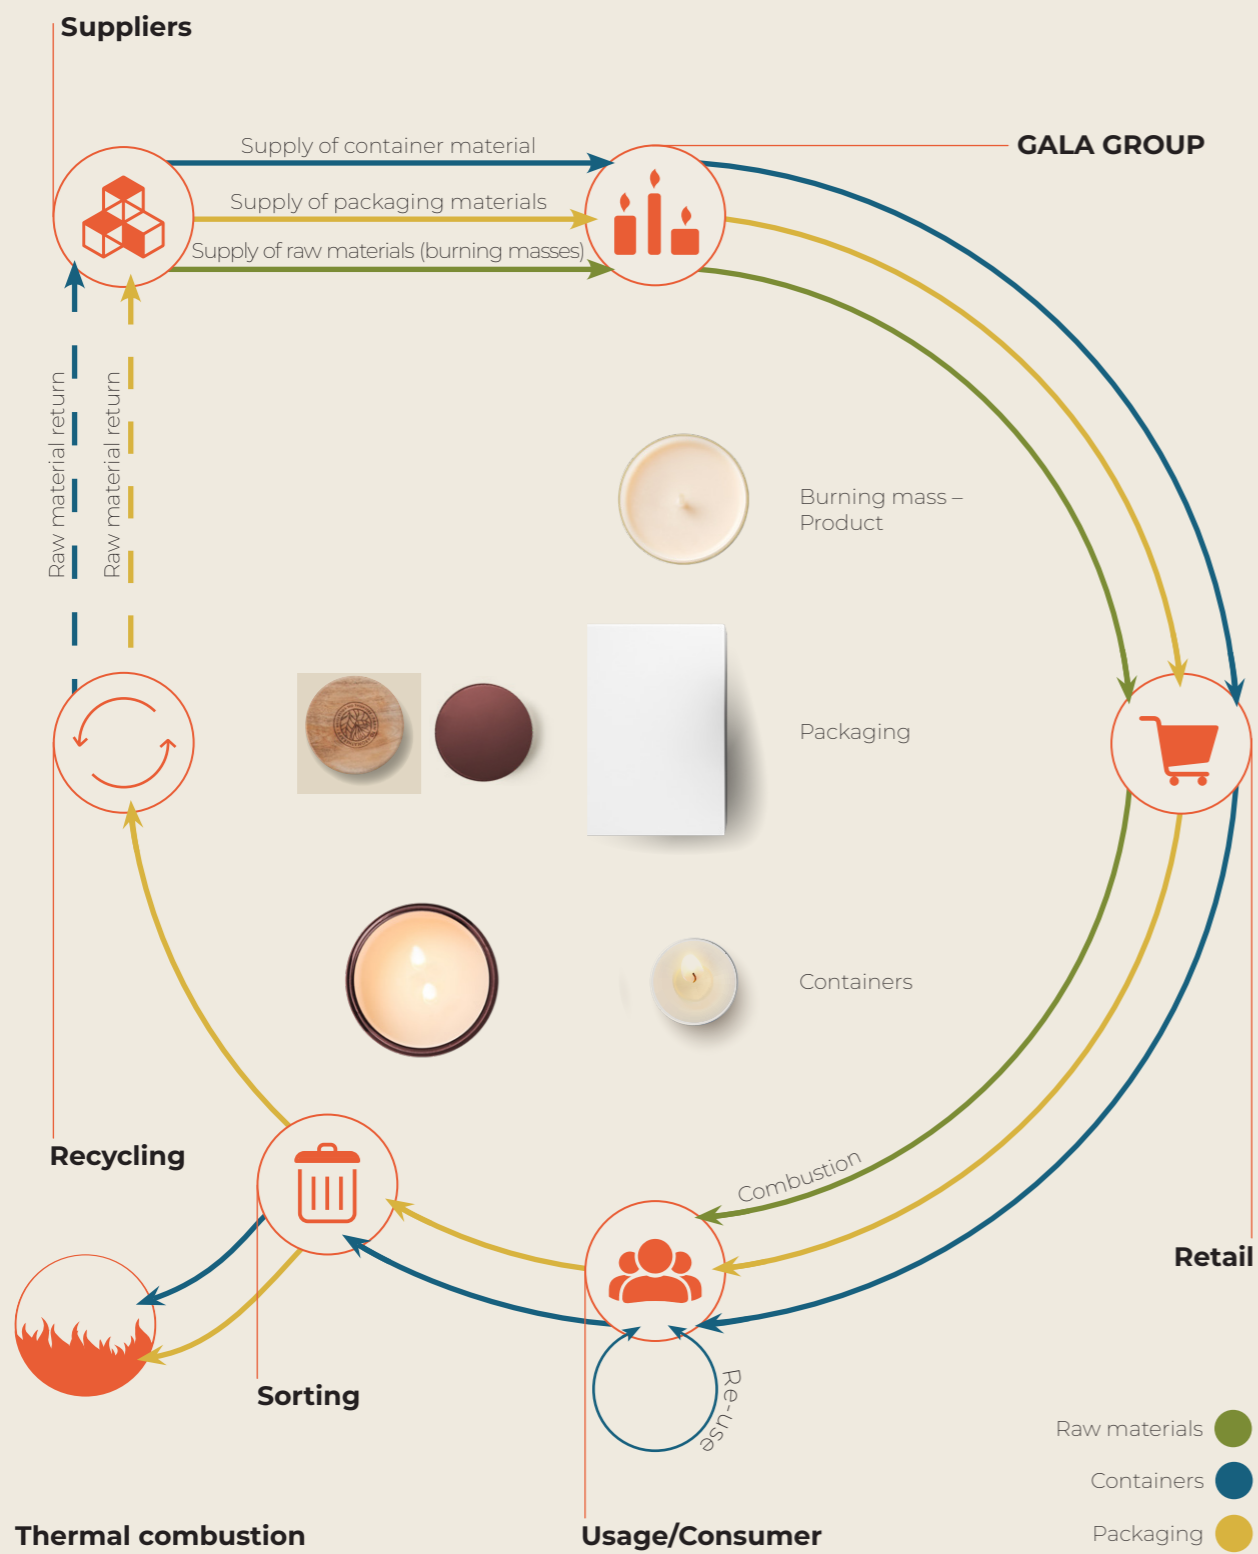 Suppliers
Supply of container material
GALA GROUP
Supply of packaging materials
Supply of raw materials (burning masses)
Raw material return
Raw material return
Burning mass –
Product
Packaging
Containers
Recycling
Combustion
Retail
Sorting
Re-use
Raw materials
Containers
Packaging
Thermal combustion
Usage/Consumer